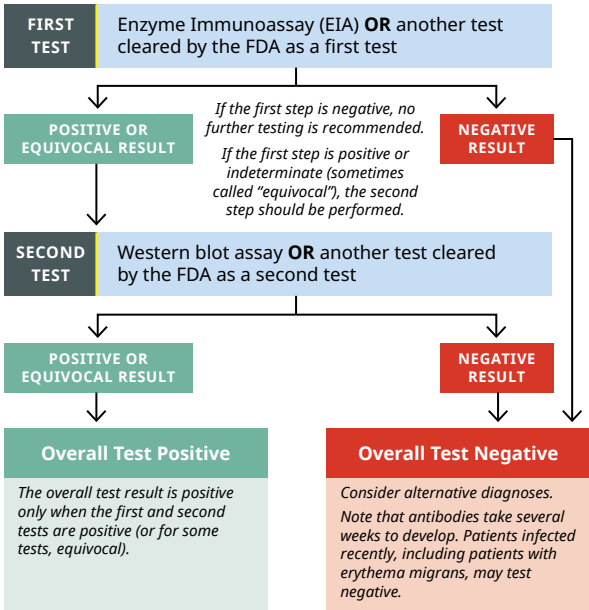 FIRST
TEST
Enzyme Immunoassay (EIA) OR another test
cleared by the FDA as a first test
If the first step is negative, no
further testing is recommended.
If the first step is positive or
indeterminate (sometimes
called “equivocal”), the second
step should be performed.
POSITIVE OR
EQUIVOCAL RESULT
NEGATIVE
RESULT
SECOND
TEST
Western blot assay OR another test cleared
by the FDA as a second test
POSITIVE OR
EQUIVOCAL RESULT
NEGATIVE
RESULT
Overall Test Positive
The overall test result is positive
only when the first and second
tests are positive (or for some
tests, equivocal).
Overall Test Negative
Consider alternative diagnoses.
Note that antibodies take several
weeks to develop. Patients infected
recently, including patients with
erythema migrans, may test
negative.